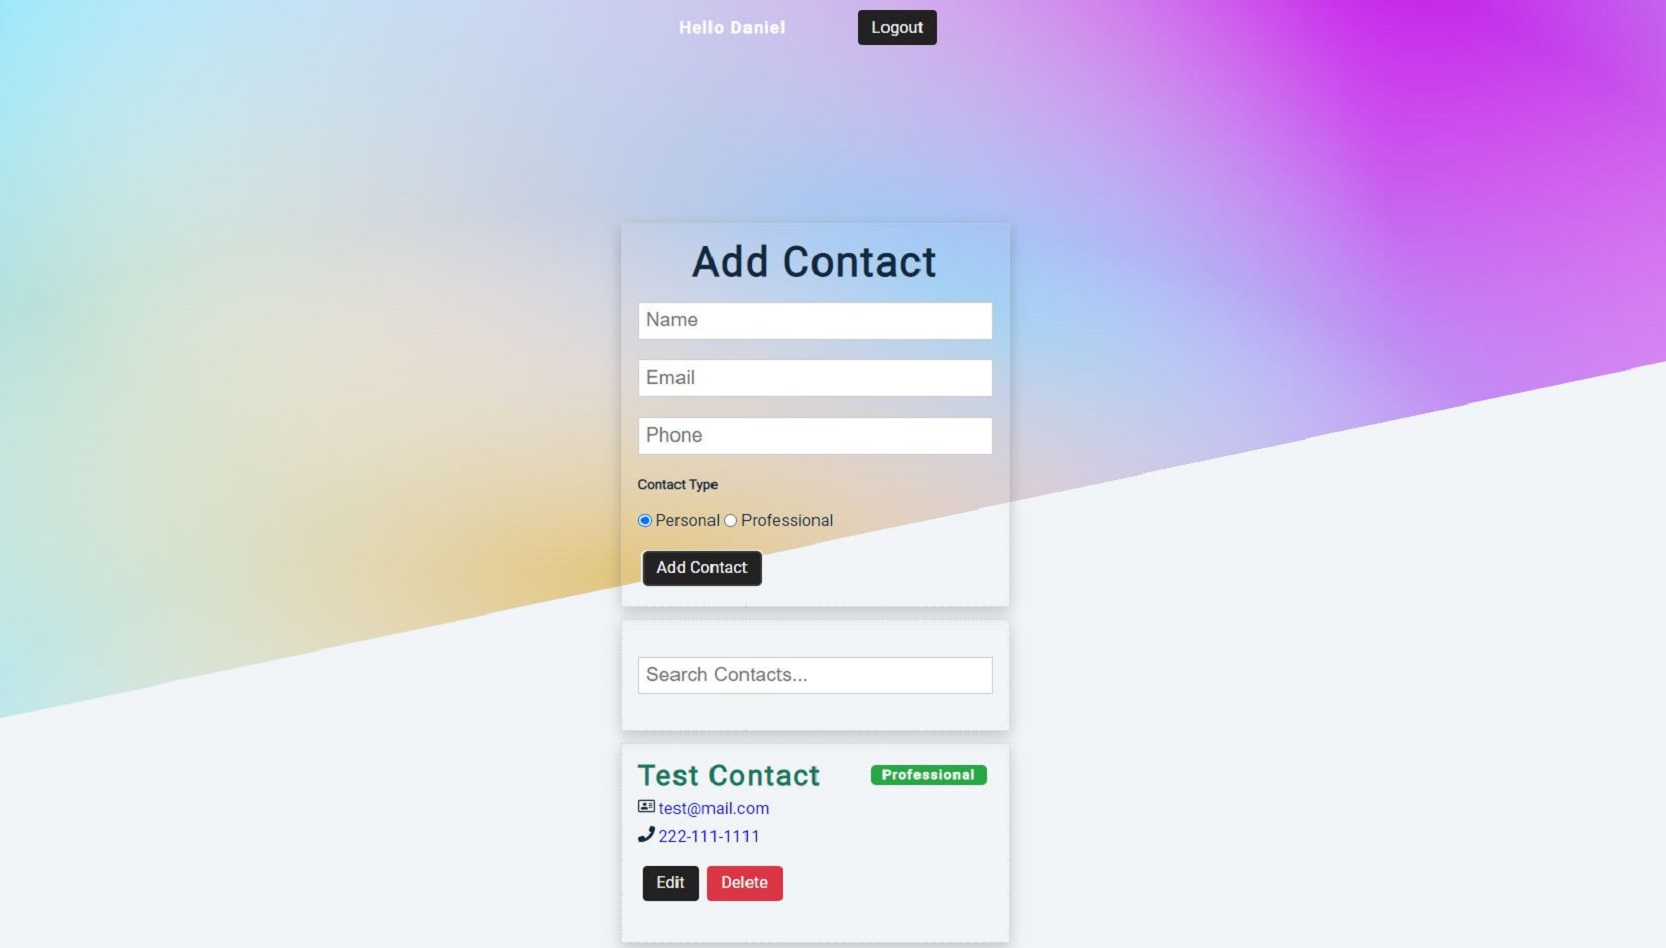 Hello Daniel
Logout
Add Contact
Name
Email
Phone
Contact Type
Personal Professional
Add Contact
Search Contacts...
Test Contact
Professional
test@mail.com
222-111-1111
Edit Delete